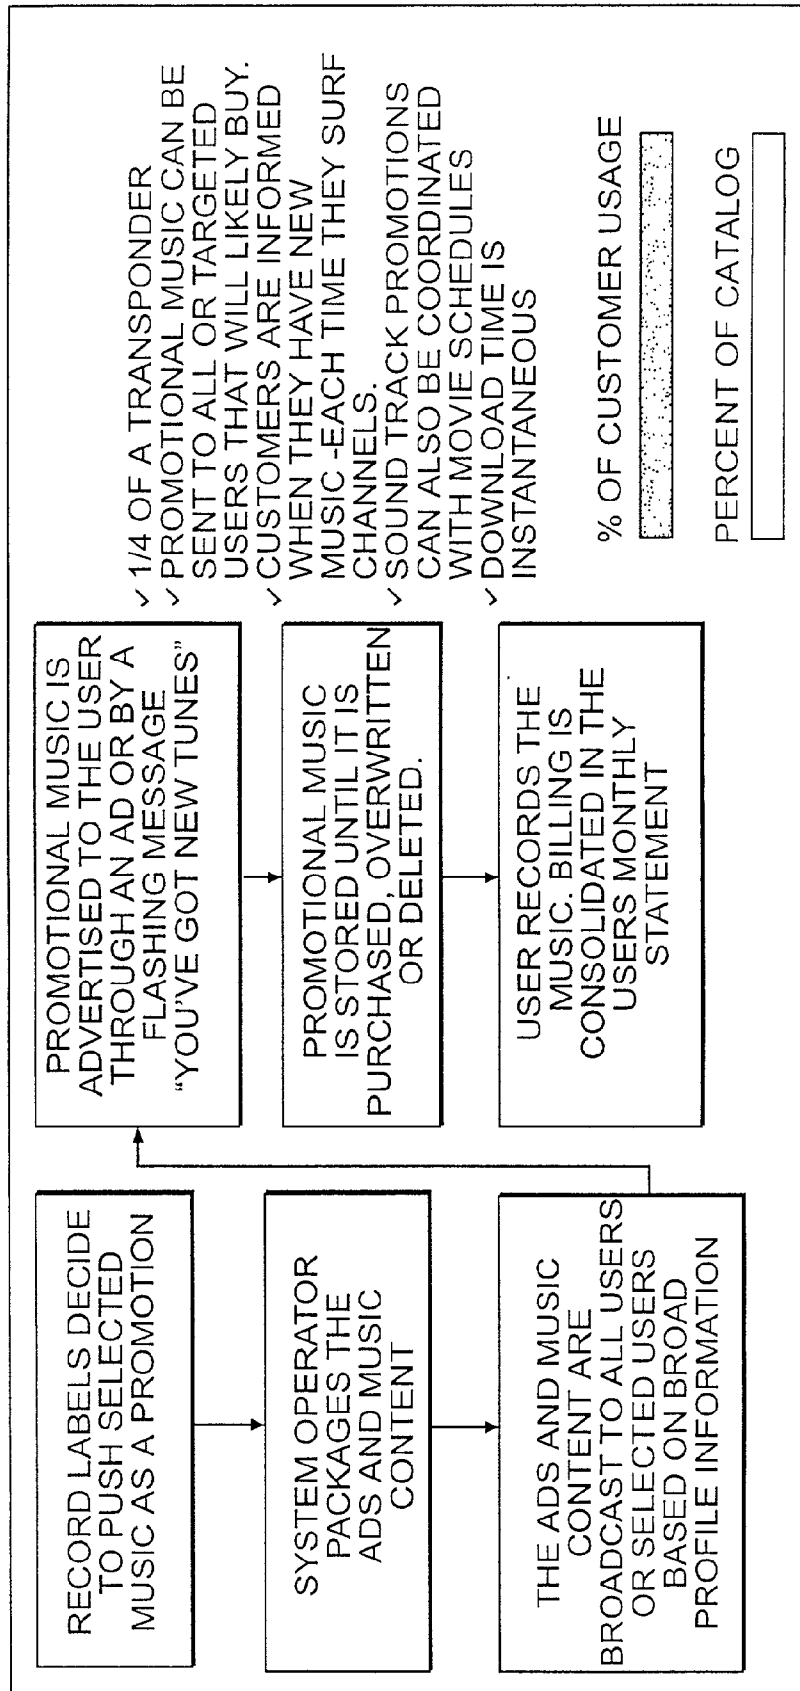 RECORD LABELS DECIDE
TO PUSH SELECTED
MUSIC AS A PROMOTION
SYSTEM OPERATOR
PACKAGES THE
ADS AND MUSIC
CONTENT
THE ADS AND MUSIC
CONTENT ARE
BROADCAST TO ALL USERS
OR SELECTED USERS
BASED ON BROAD
PROFILE INFORMATION
PROMOTIONAL MUSIC IS
ADVERTISED TO THE USER
THROUGH AN AD OR BY A
FLASHING MESSAGE
“YOU'VE GOT NEW TUNES”
PROMOTIONAL MUSIC
IS STORED UNTIL IT IS
PURCHASED, OVERWRITTEN
OR DELETED.
USER RECORDS THE
MUSIC. BILLING IS
CONSOLIDATED IN THE
USERS MONTHLY
STATEMENT
✓ 1/4 OF A TRANSPONDER
✓ PROMOTIONAL MUSIC CAN BE
SENT TO ALL OR TARGETED
USERS THAT WILL LIKELY BUY.
✓ CUSTOMERS ARE INFORMED
WHEN THEY HAVE NEW
MUSIC -EACH TIME THEY SURF
CHANNELS.
✓ SOUND TRACK PROMOTIONS
CAN ALSO BE COORDINATED
WITH MOVIE SCHEDULES
✓ DOWNLOAD TIME IS
INSTANTANEOUS
% OF CUSTOMER USAGE
PERCENT OF CATALOG